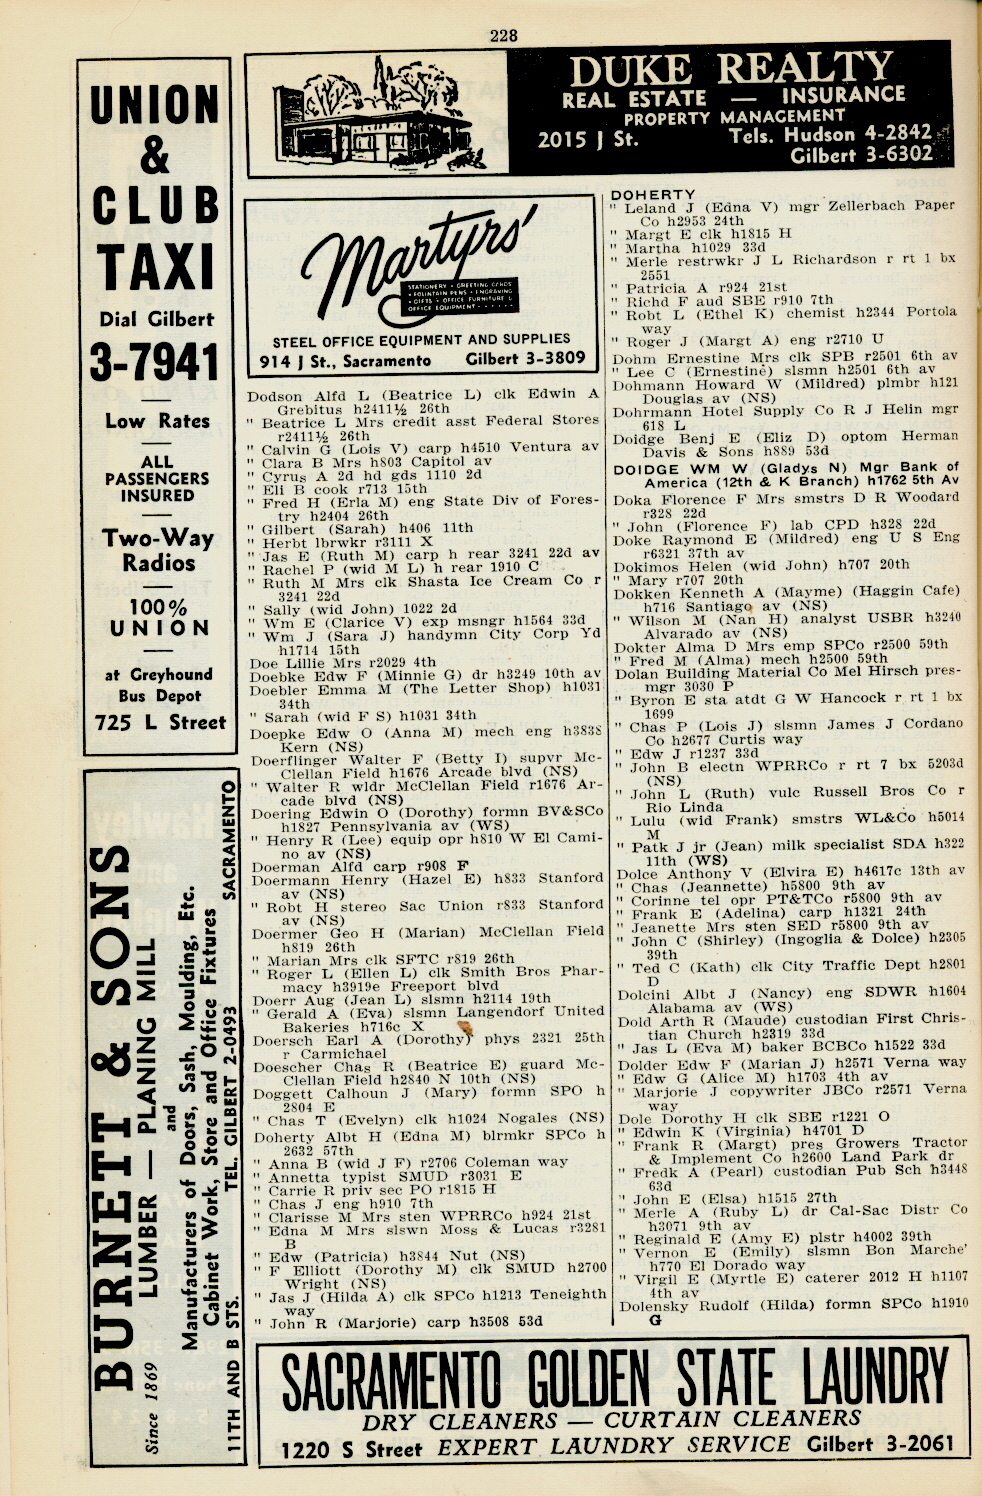 228
UNION
&
CLUB
TAXI
Dial Gilbert
3-7941
Low Rates
ALL
PASSENGERS
INSURED
Two-Way
Radios
100%
UNION
at Greyhound
Bus Depot
725 L Street
BURNETT & SONS
LUMBER — PLANING MILL
and
Manufacturers of Doors, Sash, Moulding, Etc.
Cabinet Work, Store and Office Fixtures
Since 1869
11TH AND B STS. TEL. GILBERT 2-0493 SACRAMENTO
DUKE REALTY
REAL ESTATE — INSURANCE
PROPERTY MANAGEMENT
2015 J St. Tels. Hudson 4-2842
Gilbert 3-6302
Martyrs'
STATIONERY • GREETING CARDS
• FOUNTAIN PENS • ENGRAVING
• GIFTS • OFFICE FURNITURE &
OFFICE EQUIPMENT
STEEL OFFICE EQUIPMENT AND SUPPLIES
914 J St., Sacramento Gilbert 3-3809
Dodson Alfd L (Beatrice L) clk Edwin A
Grebitus h2411½ 26th
" Beatrice L Mrs credit asst Federal Stores
r2411½ 26th
" Calvin G (Lois V) carp h4510 Ventura av
" Clara B Mrs h803 Capitol av
" Cyrus A 2d hd gds 1110 2d
" Eli B cook r713 15th
" Fred H (Erla M) eng State Div of Fores-
try h2404 26th
" Gilbert (Sarah) h406 11th
" Herbt lbrwkr r3111 X
" Jas E (Ruth M) carp h rear 3241 22d av
" Rachel P (wid M L) h rear 1910 C
" Ruth M Mrs clk Shasta Ice Cream Co r
3241 22d
" Sally (wid John) 1022 2d
" Wm E (Clarice V) exp msngr h1564 33d
" Wm J (Sara J) handymn City Corp Yd
h1714 15th
Doe Lillie Mrs r2029 4th
Doebke Edw F (Minnie G) dr h3249 10th av
Doebler Emma M (The Letter Shop) h1031
34th
" Sarah (wid F S) h1031 34th
Doepke Edw O (Anna M) mech eng h3838
Kern (NS)
Doerflinger Walter F (Betty I) supvr Mc-
Clellan Field h1676 Arcade blvd (NS)
" Walter R wldr McClellan Field r1676 Ar-
cade blvd (NS)
Doering Edwin O (Dorothy) formn BV&SCo
h1827 Pennsylvania av (WS)
" Henry R (Lee) equip opr h810 W El Cami-
no av (NS)
Doerman Alfd carp r908 F
Doermann Henry (Hazel E) h833 Stanford
av (NS)
" Robt H stereo Sac Union r833 Stanford
av (NS)
Doermer Geo H (Marian) McClellan Field
h819 26th
" Marian Mrs clk SFTC r819 26th
" Roger L (Ellen L) clk Smith Bros Phar-
macy h3919e Freeport blvd
Doerr Aug (Jean L) slsmn h2114 19th
" Gerald A (Eva) slsmn Langendorf United
Bakeries h716c X
Doersch Earl A (Dorothy) phys 2321 25th
r Carmichael
Doescher Chas R (Beatrice E) guard Mc-
Clellan Field h2840 N 10th (NS)
Doggett Calhoun J (Mary) formn SPO h
2804 E
" Chas T (Evelyn) clk h1024 Nogales (NS)
Doherty Albt H (Edna M) blrmkr SPCo h
2632 57th
" Anna B (wid J F) r2706 Coleman way
" Annetta typist SMUD r3031 E
" Carrie R priv sec PO r1815 H
" Chas J eng h910 7th
" Clarisse M Mrs sten WPRRCo h924 21st
" Edna M Mrs slswn Moss & Lucas r3281
B
" Edw (Patricia) h3844 Nut (NS)
" F Elliott (Dorothy M) clk SMUD h2700
Wright (NS)
" Jas J (Hilda A) clk SPCo h1213 Teneighth
way
" John R (Marjorie) carp h3508 53d
DOHERTY
" Leland J (Edna V) mgr Zellerbach Paper
Co h2953 24th
" Margt E clk h1815 H
" Martha h1029 33d
" Merle restrwkr J L Richardson r rt 1 bx
2551
" Patricia A r924 21st
" Richd F aud SBE r910 7th
" Robt L (Ethel K) chemist h2344 Portola
way
" Roger J (Margt A) eng r2710 U
Dohm Ernestine Mrs clk SPB r2501 6th av
" Lee C (Ernestine) slsmn h2501 6th av
Dohmann Howard W (Mildred) plmbr h121
Douglas av (NS)
Dohrmann Hotel Supply Co R J Helin mgr
618 L
Doidge Benj E (Eliz D) optom Herman
Davis & Sons h889 53d
DOIDGE WM W (Gladys N) Mgr Bank of
America (12th & K Branch) h1762 5th Av
Doka Florence F Mrs smstrs D R Woodard
r328 22d
" John (Florence F) lab CPD h328 22d
Doke Raymond E (Mildred) eng U S Eng
r6321 37th av
Dokimos Helen (wid John) h707 20th
" Mary r707 20th
Dokken Kenneth A (Mayme) (Haggin Cafe)
h716 Santiago av (NS)
" Wilson M (Nan H) analyst USBR h3240
Alvarado av (NS)
Dokter Alma D Mrs emp SPCo r2500 59th
" Fred M (Alma) mech h2500 59th
Dolan Building Material Co Mel Hirsch pres-
mgr 3030 P
" Byron E sta atdt G W Hancock r rt 1 bx
1699
" Chas P (Lois J) slsmn James J Cordano
Co h2677 Curtis way
" Edw J r1237 33d
" John B electn WPRRCo r rt 7 bx 5203d
(NS)
" John L (Ruth) vulc Russell Bros Co r
Rio Linda
" Lulu (wid Frank) smstrs WL&Co h5014
M
" Patk J jr (Jean) milk specialist SDA h322
11th (WS)
Dolce Anthony V (Elvira E) h4617c 13th av
" Chas (Jeannette) h5800 9th av
" Corinne tel opr PT&TCo r5800 9th av
" Frank E (Adelina) carp h1321 24th
" Jeanette Mrs sten SED r5800 9th av
" John C (Shirley) (Ingoglia & Dolce) h2305
39th
" Ted C (Kath) clk City Traffic Dept h2801
D
Dolcini Albt J (Nancy) eng SDWR h1604
Alabama av (WS)
Dold Arth R (Maude) custodian First Chris-
tian Church h2319 33d
" Jas L (Eva M) baker BCBCo h1522 33d
Dolder Edw F (Marian J) h2571 Verna way
" Edw G (Alice M) h1703 4th av
" Marjorie J copywriter JBCo r2571 Verna
way
Dole Dorothy H clk SBE r1221 O
" Edwin K (Virginia) h4701 D
" Frank R (Margt) pres Growers Tractor
& Implement Co h2600 Land Park dr
" Fredk A (Pearl) custodian Pub Sch h3448
63d
" John E (Elsa) h1515 27th
" Merle A (Ruby L) dr Cal-Sac Distr Co
h3071 9th av
" Reginald E (Amy E) plstr h4002 39th
" Vernon E (Emily) slsmn Bon Marche'
h770 El Dorado way
" Virgil E (Myrtle E) caterer 2012 H h1107
4th av
Dolensky Rudolf (Hilda) formn SPCo h1910
G
SACRAMENTO GOLDEN STATE LAUNDRY
DRY CLEANERS — CURTAIN CLEANERS
1220 S Street EXPERT LAUNDRY SERVICE Gilbert 3-2061